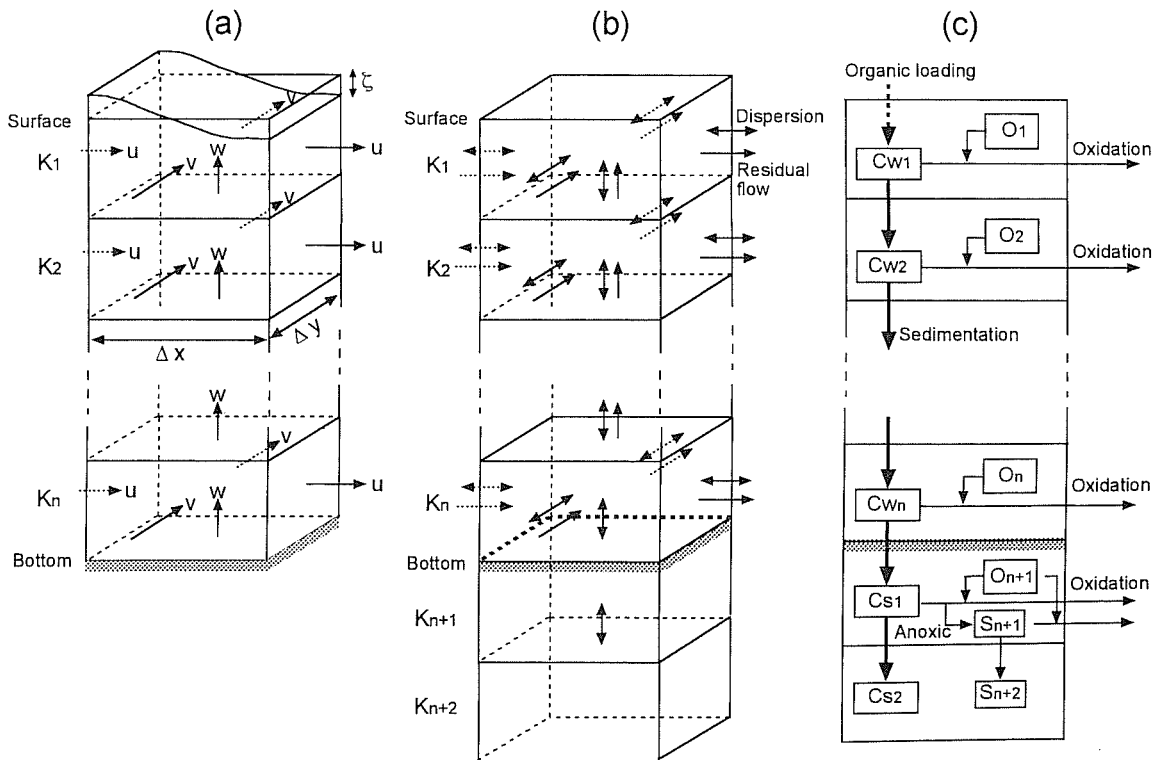 (a)
ζ
Surface
v
K1
u
v
w
u
v
K2
u
v
w
u
Δy
Δx
w
v
Kn
u
v
w
u
Bottom
(b)
Surface
Dispersion
K1
Residual
flow
K2
Kn
Bottom
Kn+1
Kn+2
(c)
Organic loading
O1
Oxidation
Cw1
O2
Oxidation
Cw2
Sedimentation
On
Oxidation
Cwn
On+1
Oxidation
Cs1
Anoxic
Sn+1
Cs2
Sn+2